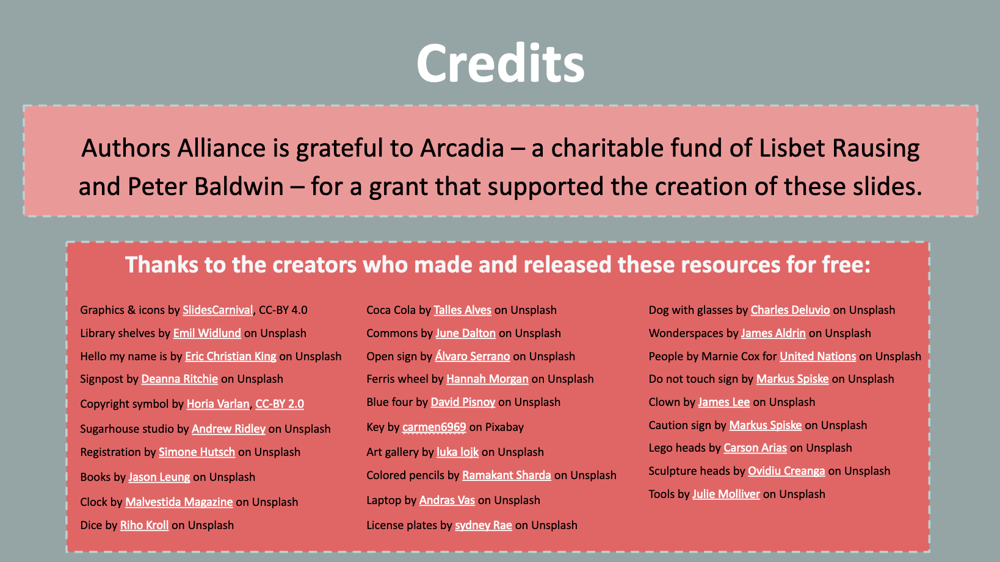 Credits
Authors Alliance is grateful to Arcadia – a charitable fund of Lisbet Rausing
and Peter Baldwin – for a grant that supported the creation of these slides.
Thanks to the creators who made and released these resources for free:
Graphics & icons by SlidesCarnival, CC-BY 4.0
Library shelves by Emil Widlund on Unsplash
Hello my name is by Eric Christian King on Unsplash
Signpost by Deanna Ritchie on Unsplash
Copyright symbol by Horia Varlan, CC-BY 2.0
Sugarhouse studio by Andrew Ridley on Unsplash
Registration by Simone Hutsch on Unsplash
Books by Jason Leung on Unsplash
Clock by Malvestida Magazine on Unsplash
Dice by Riho Kroll on Unsplash
Coca Cola by Talles Alves on Unsplash
Commons by June Dalton on Unsplash
Open sign by Álvaro Serrano on Unsplash
Ferris wheel by Hannah Morgan on Unsplash
Blue four by David Pisnoy on Unsplash
Key by carmen6969 on Pixabay
Art gallery by luka lojk on Unsplash
Colored pencils by Ramakant Sharda on Unsplash
Laptop by Andras Vas on Unsplash
License plates by sydney Rae on Unsplash
Dog with glasses by Charles Deluvio on Unsplash
Wonderspaces by James Aldrin on Unsplash
People by Marnie Cox for United Nations on Unsplash
Do not touch sign by Markus Spiske on Unsplash
Clown by James Lee on Unsplash
Caution sign by Markus Spiske on Unsplash
Lego heads by Carson Arias on Unsplash
Sculpture heads by Ovidiu Creanga on Unsplash
Tools by Julie Molliver on Unsplash